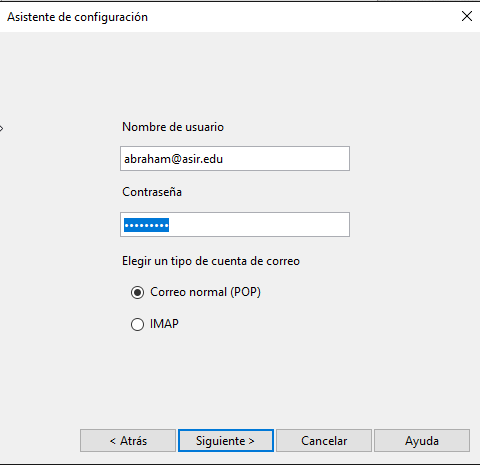 Asistente de configuración
Nombre de usuario
abraham@asir.edu
Contraseña
•••••••••
Elegir un tipo de cuenta de correo
Correo normal (POP)
IMAP
< Atrás
Siguiente >
Cancelar
Ayuda